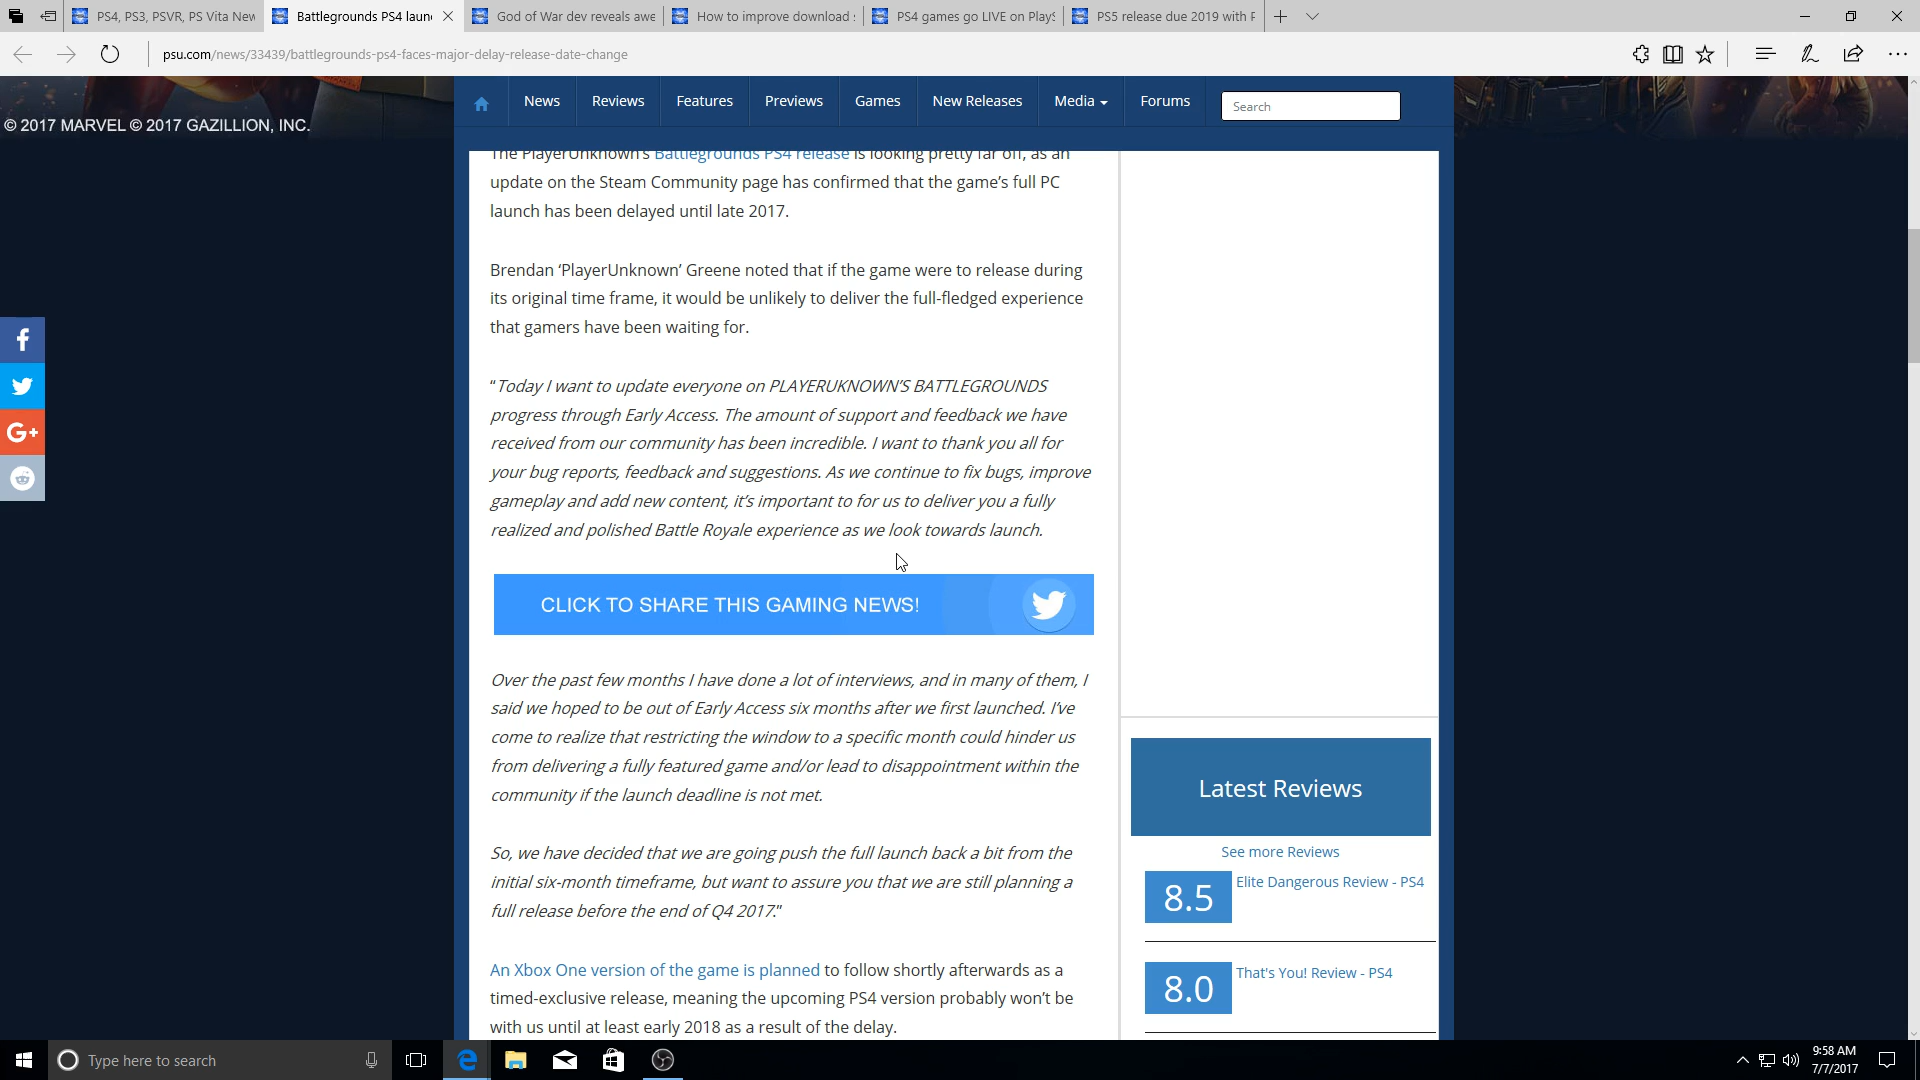 PS4, PS3, PSVR, PS Vita New
Battlegrounds PS4 laun
God of War dev reveals awe
How to improve download s
PS4 games go LIVE on PlayS
PS5 release due 2019 with P
psu.com/news/33439/battlegrounds-ps4-faces-major-delay-release-date-change
News
Reviews
Features
Previews
Games
New Releases
Media
Forums
Search
© 2017 MARVEL © 2017 GAZILLION, INC.
The PlayerUnknown's Battlegrounds PS4 release is looking pretty far off, as an
update on the Steam Community page has confirmed that the game's full PC
launch has been delayed until late 2017.
Brendan ‘PlayerUnknown’ Greene noted that if the game were to release during
its original time frame, it would be unlikely to deliver the full-fledged experience
that gamers have been waiting for.
“Today I want to update everyone on PLAYERUKNOWN’S BATTLEGROUNDS
progress through Early Access. The amount of support and feedback we have
received from our community has been incredible. I want to thank you all for
your bug reports, feedback and suggestions. As we continue to fix bugs, improve
gameplay and add new content, it’s important to for us to deliver you a fully
realized and polished Battle Royale experience as we look towards launch.
CLICK TO SHARE THIS GAMING NEWS!
Over the past few months I have done a lot of interviews, and in many of them, I
said we hoped to be out of Early Access six months after we first launched. I’ve
come to realize that restricting the window to a specific month could hinder us
from delivering a fully featured game and/or lead to disappointment within the
community if the launch deadline is not met.
So, we have decided that we are going push the full launch back a bit from the
initial six-month timeframe, but want to assure you that we are still planning a
full release before the end of Q4 2017.”
An Xbox One version of the game is planned to follow shortly afterwards as a
timed-exclusive release, meaning the upcoming PS4 version probably won’t be
with us until at least early 2018 as a result of the delay.
Latest Reviews
See more Reviews
8.5
Elite Dangerous Review - PS4
8.0
That's You! Review - PS4
G+
Type here to search
9:58 AM
7/7/2017